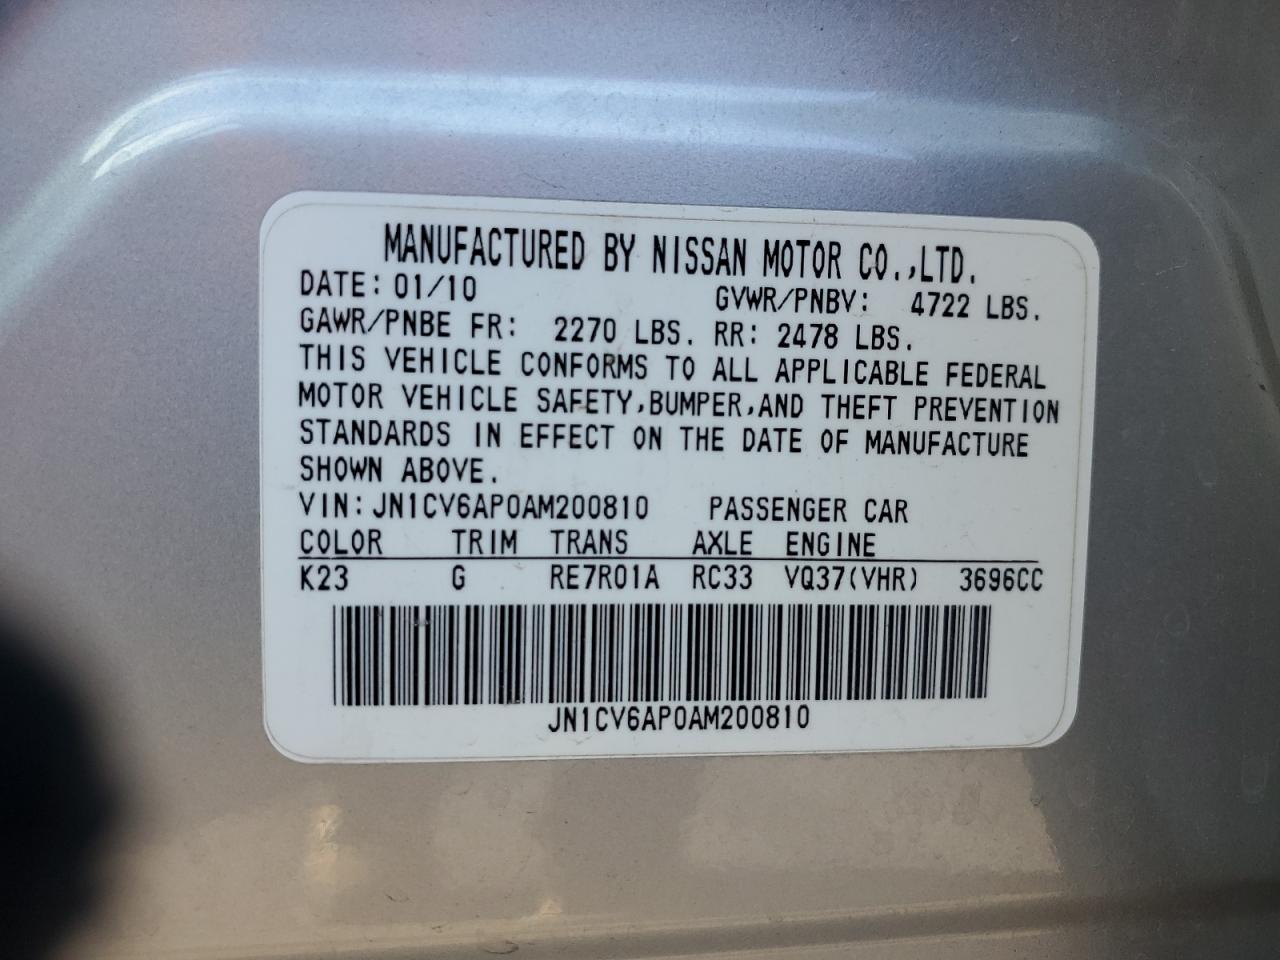 MANUFACTURED BY NISSAN MOTOR CO.,LTD.
DATE: 01/10 GVWR/PNBV: 4722 LBS.
GAWR/PNBE FR: 2270 LBS. RR: 2478 LBS.
THIS VEHICLE CONFORMS TO ALL APPLICABLE FEDERAL
MOTOR VEHICLE SAFETY,BUMPER,AND THEFT PREVENTION
STANDARDS IN EFFECT ON THE DATE OF MANUFACTURE
SHOWN ABOVE.
VIN: JN1CV6AP0AM200810 PASSENGER CAR
COLOR TRIM TRANS AXLE ENGINE
K23 G RE7R01A RC33 VQ37(VHR) 3696CC
JN1CV6AP0AM200810